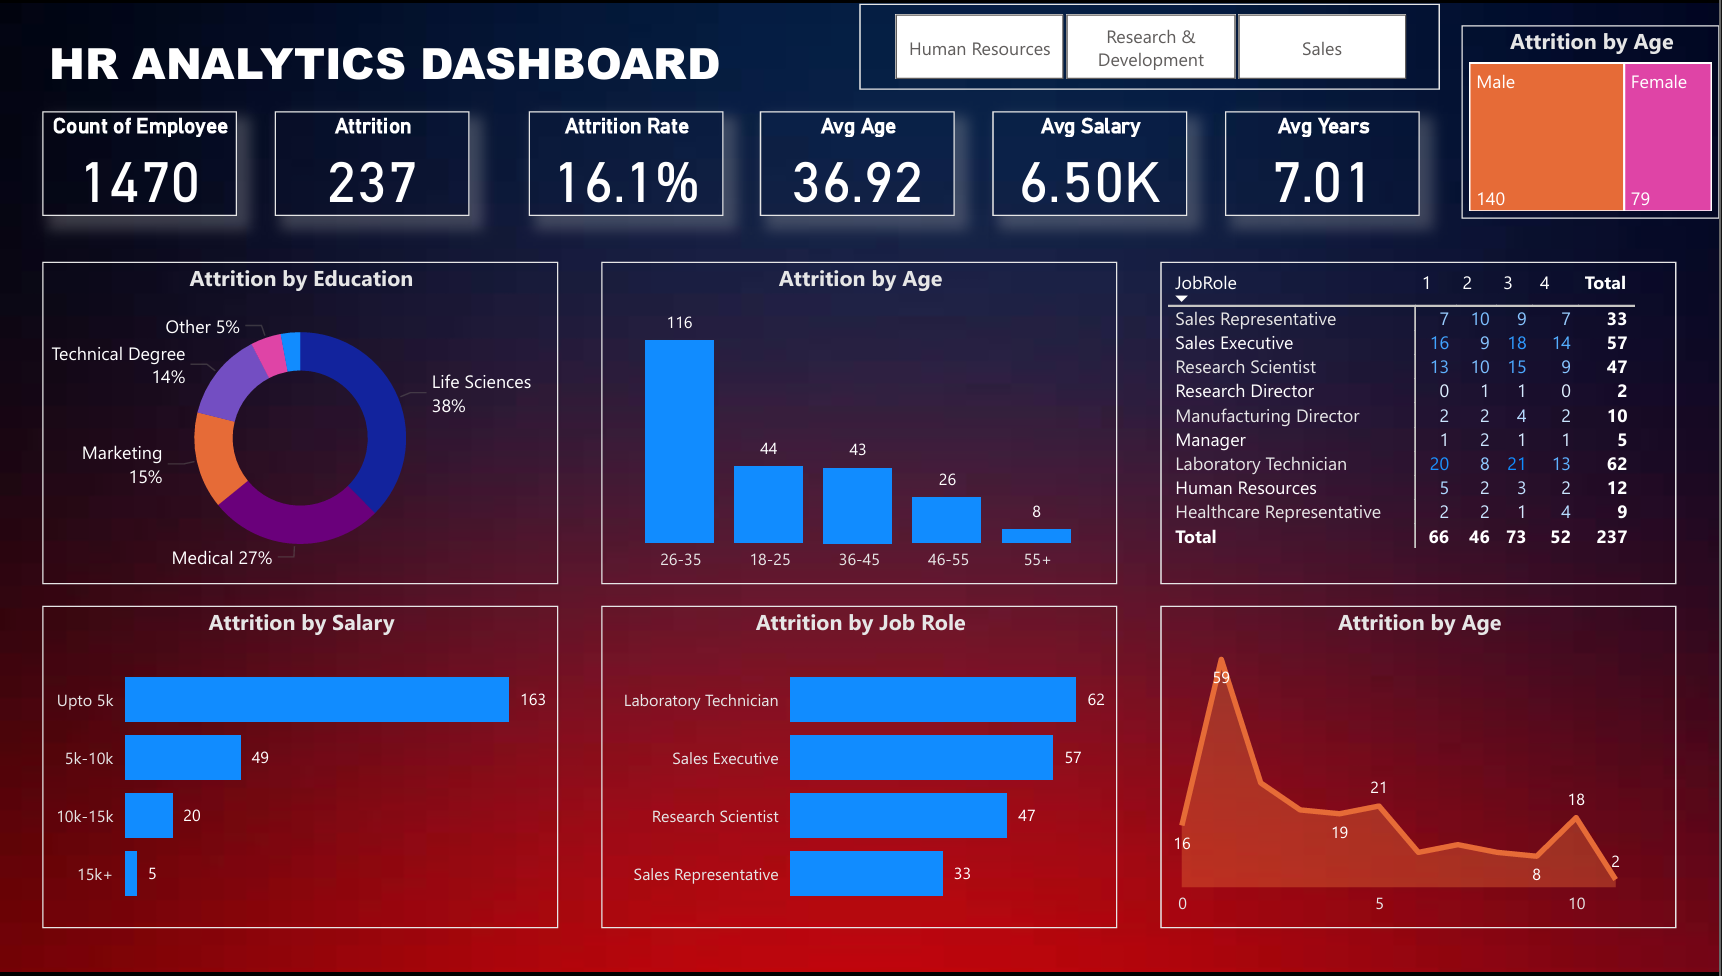 HR ANALYTICS DASHBOARD
Human Resources
Research &
Development
Sales
Attrition by Age
Male
Female
140
79
Count of Employee
1470
Attrition
237
Attrition Rate
16.1%
Avg Age
36.92
Avg Salary
6.50K
Avg Years
7.01
Attrition by Education
Other 5%
Technical Degree
14%
Life Sciences
38%
Marketing
15%
Medical 27%
Attrition by Age
116
44
43
26
8
26-35 18-25 36-45 46-55 55+
JobRole 1 2 3 4 Total
Sales Representative 7 10 9 7 33
Sales Executive 16 9 18 14 57
Research Scientist 13 10 15 9 47
Research Director 0 1 1 0 2
Manufacturing Director 2 2 4 2 10
Manager 1 2 1 1 5
Laboratory Technician 20 8 21 13 62
Human Resources 5 2 3 2 12
Healthcare Representative 2 2 1 4 9
Total 66 46 73 52 237
Attrition by Salary
Upto 5k 163
5k-10k 49
10k-15k 20
15k+ 5
Attrition by Job Role
Laboratory Technician 62
Sales Executive 57
Research Scientist 47
Sales Representative 33
Attrition by Age
59
21
18
19
16
2
8
0 5 10